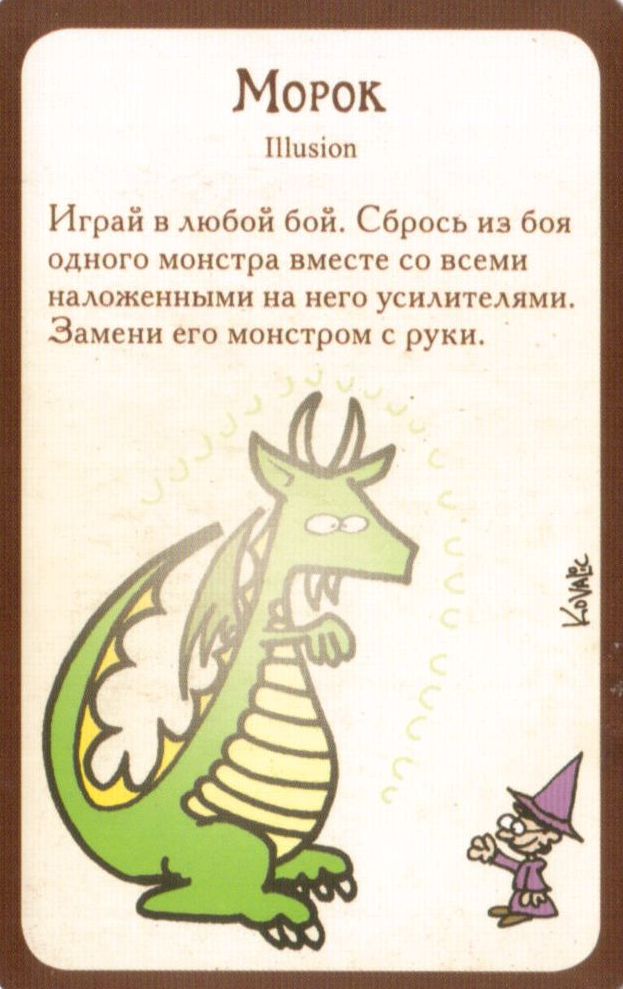 Морок
Illusion
Играй в любой бой. Сбрось из боя
одного монстра вместе со всеми
наложенными на него усилителями.
Замени его монстром с руки.
Kovalic